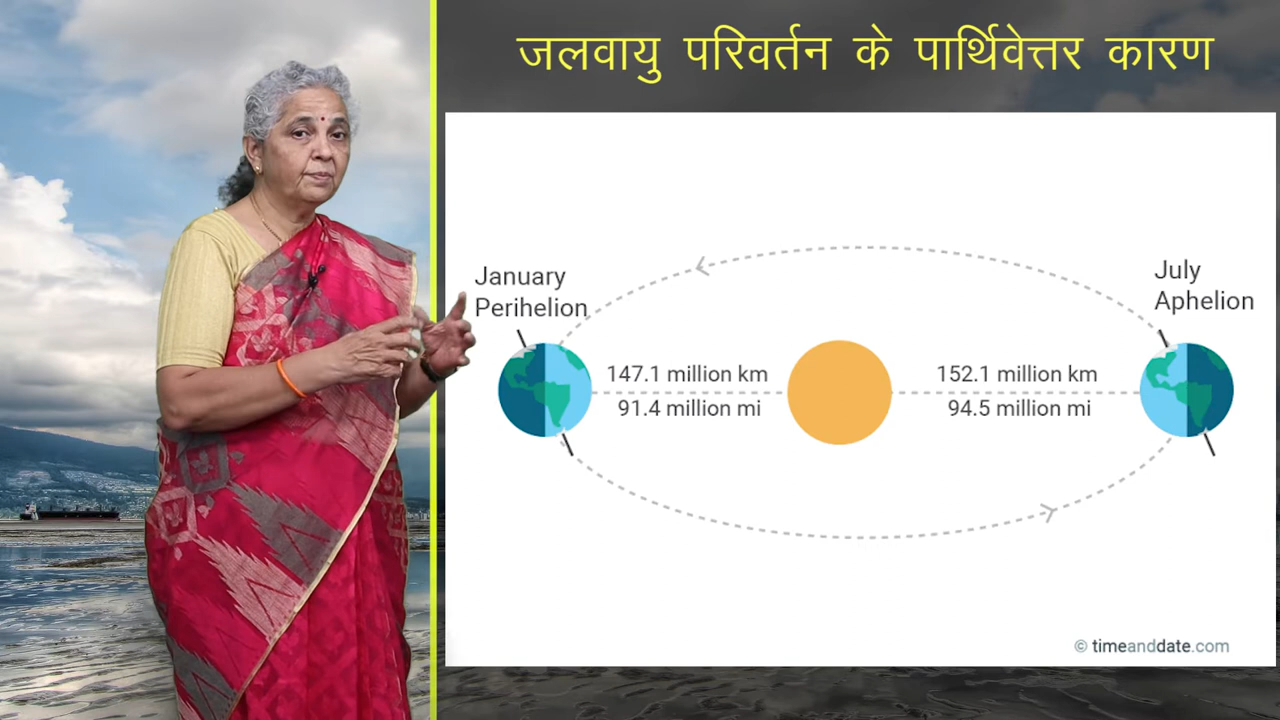 जलवायु परिवर्तन के पार्थिवेत्तर कारण
January
Perihelion
July
Aphelion
147.1 million km
91.4 million mi
152.1 million km
94.5 million mi
© timeanddate.com